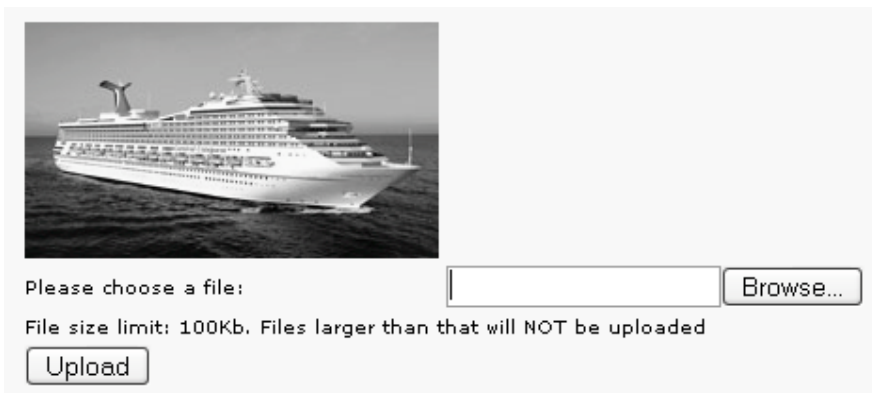 Please choose a file: Browse...
File size limit: 100Kb. Files larger than that will NOT be uploaded
Upload